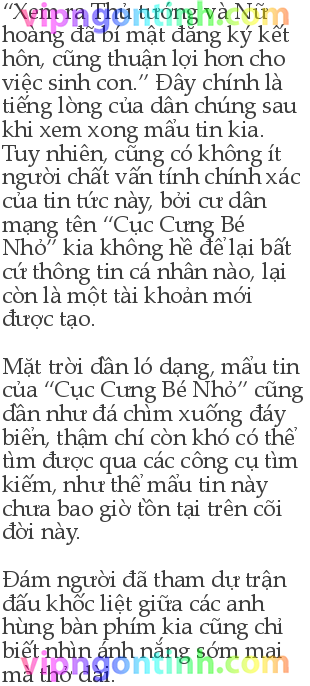 “Xem ra Thủ tướng và Nữ
vipngontinh.com
hoàng đã bí mật đăng ký kết
hôn, cũng thuận lợi hơn cho
việc sinh con.” Đây chính là
tiếng lòng của dân chúng sau
khi xem xong mẩu tin kia.
Tuy nhiên, cũng có không ít
người chất vấn tính chính xác
của tin tức này, bởi cư dân
mạng tên “Cục Cưng Bé
Nhỏ” kia không hề để lại bất
cứ thông tin cá nhân nào, lại
còn là một tài khoản mới
được tạo.
Mặt trời dần ló dạng, mẩu tin
của “Cục Cưng Bé Nhỏ” cũng
dần như đá chìm xuống đáy
biển, thậm chí còn khó có thể
tìm được qua các công cụ tìm
kiếm, như thể mẩu tin này
chưa bao giờ tồn tại trên cõi
đời này.
Đám người đã tham dự trận
đấu khốc liệt giữa các anh
hùng bàn phím kia cũng chỉ
biết nhìn ánh nắng sớm mai
vipngontinh.com
mà thở dài.